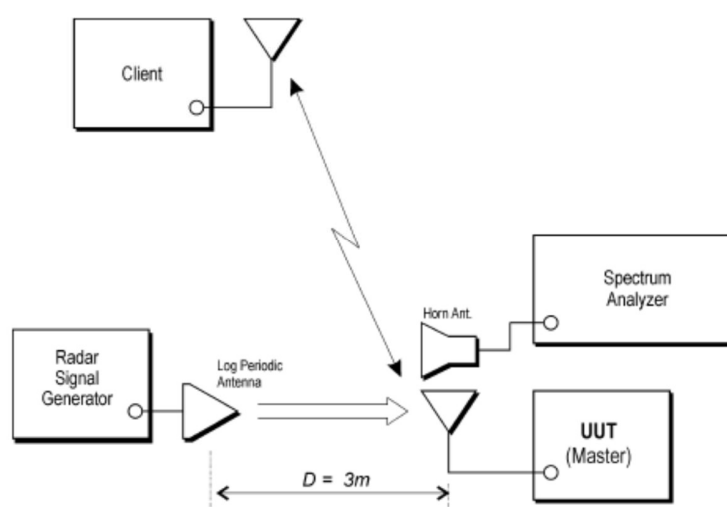 Client
Spectrum
Analyzer
Horn Ant.
Radar
Signal
Generator
Log Periodic
Antenna
UUT
(Master)
D = 3m